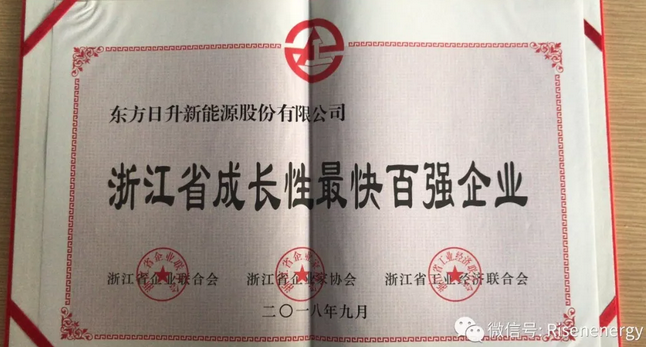 东方日升新能源股份有限公司
浙江省成长性最快百强企业
浙江省企业联合会 浙江省企业家协会 浙江省工业经济联合会
二〇一八年九月
微信号: Risenenergy